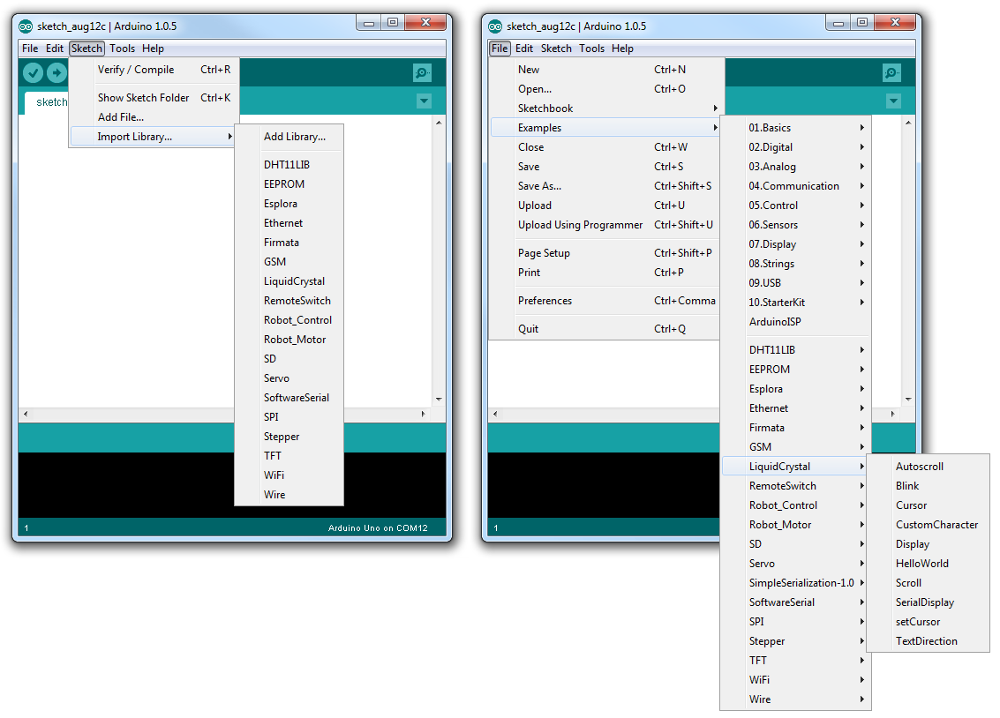 sketch_aug12c | Arduino 1.0.5
File Edit Sketch Tools Help
Verify / Compile Ctrl+R
Show Sketch Folder Ctrl+K
sketch
Add File...
Import Library...
Add Library...
DHT11LIB
EEPROM
Esplora
Ethernet
Firmata
GSM
LiquidCrystal
RemoteSwitch
Robot_Control
Robot_Motor
SD
Servo
SoftwareSerial
SPI
Stepper
TFT
WiFi
Wire
1 Arduino Uno on COM12
sketch_aug12c | Arduino 1.0.5
File Edit Sketch Tools Help
New Ctrl+N
Open... Ctrl+O
Sketchbook
Examples
Close Ctrl+W
Save Ctrl+S
Save As... Ctrl+Shift+S
Upload Ctrl+U
Upload Using Programmer Ctrl+Shift+U
Page Setup Ctrl+Shift+P
Print Ctrl+P
Preferences Ctrl+Comma
Quit Ctrl+Q
01.Basics
02.Digital
03.Analog
04.Communication
05.Control
06.Sensors
07.Display
08.Strings
09.USB
10.StarterKit
ArduinoISP
DHT11LIB
EEPROM
Esplora
Ethernet
Firmata
GSM
LiquidCrystal
RemoteSwitch
Robot_Control
Robot_Motor
SD
Servo
SimpleSerialization-1.0
SoftwareSerial
SPI
Stepper
TFT
WiFi
Wire
Autoscroll
Blink
Cursor
CustomCharacter
Display
HelloWorld
Scroll
SerialDisplay
setCursor
TextDirection
1